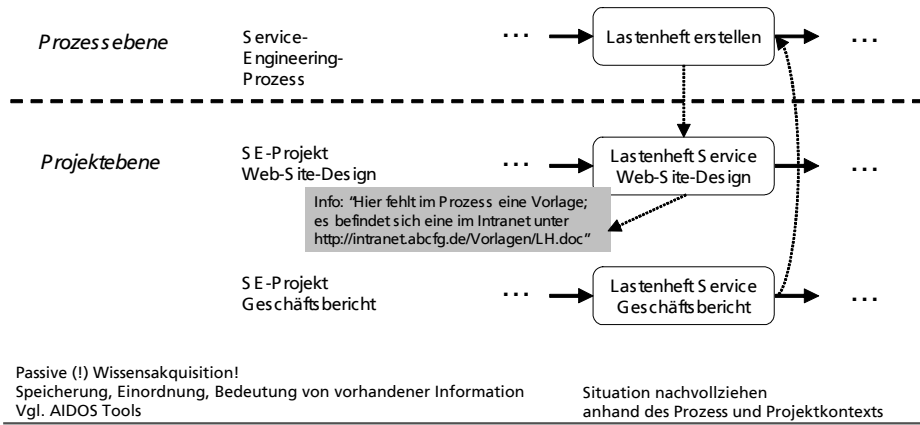 Prozessebene
Service-
Engineering-
Prozess
... Lastenheft erstellen ...
Projektebene
SE-Projekt
Web-Site-Design
... Lastenheft Service
Web-Site-Design ...
Info: "Hier fehlt im Prozess eine Vorlage;
es befindet sich eine im Intranet unter
http://intranet.abcfg.de/Vorlagen/LH.doc"
SE-Projekt
Geschäftsbericht
... Lastenheft Service
Geschäftsbericht ...
Passive (!) Wissensakquisition!
Speicherung, Einordnung, Bedeutung von vorhandener Information
Vgl. AIDOS Tools
Situation nachvollziehen
anhand des Prozess und Projektkontexts